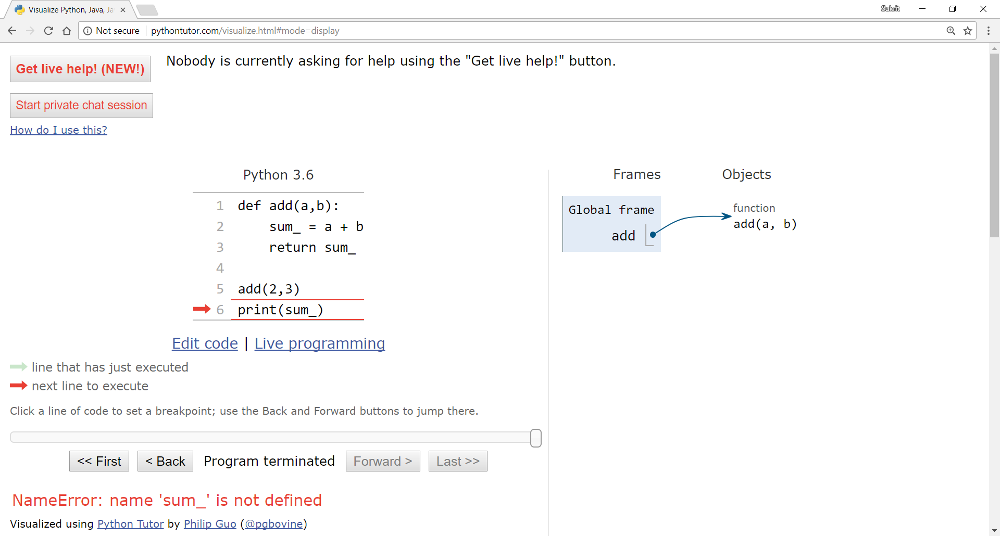 Visualize Python, Java, Ja
Sukrit
Not secure pythontutor.com/visualize.html#mode=display
Get live help! (NEW!)
Nobody is currently asking for help using the "Get live help!" button.
Start private chat session
How do I use this?
Python 3.6
1 def add(a,b):
2     sum_ = a + b
3     return sum_
4
5 add(2,3)
6 print(sum_)
Edit code | Live programming
line that has just executed
next line to execute
Click a line of code to set a breakpoint; use the Back and Forward buttons to jump there.
<< First < Back Program terminated Forward > Last >>
NameError: name 'sum_' is not defined
Visualized using Python Tutor by Philip Guo (@pgbovine)
Frames Objects
Global frame
add
function
add(a, b)